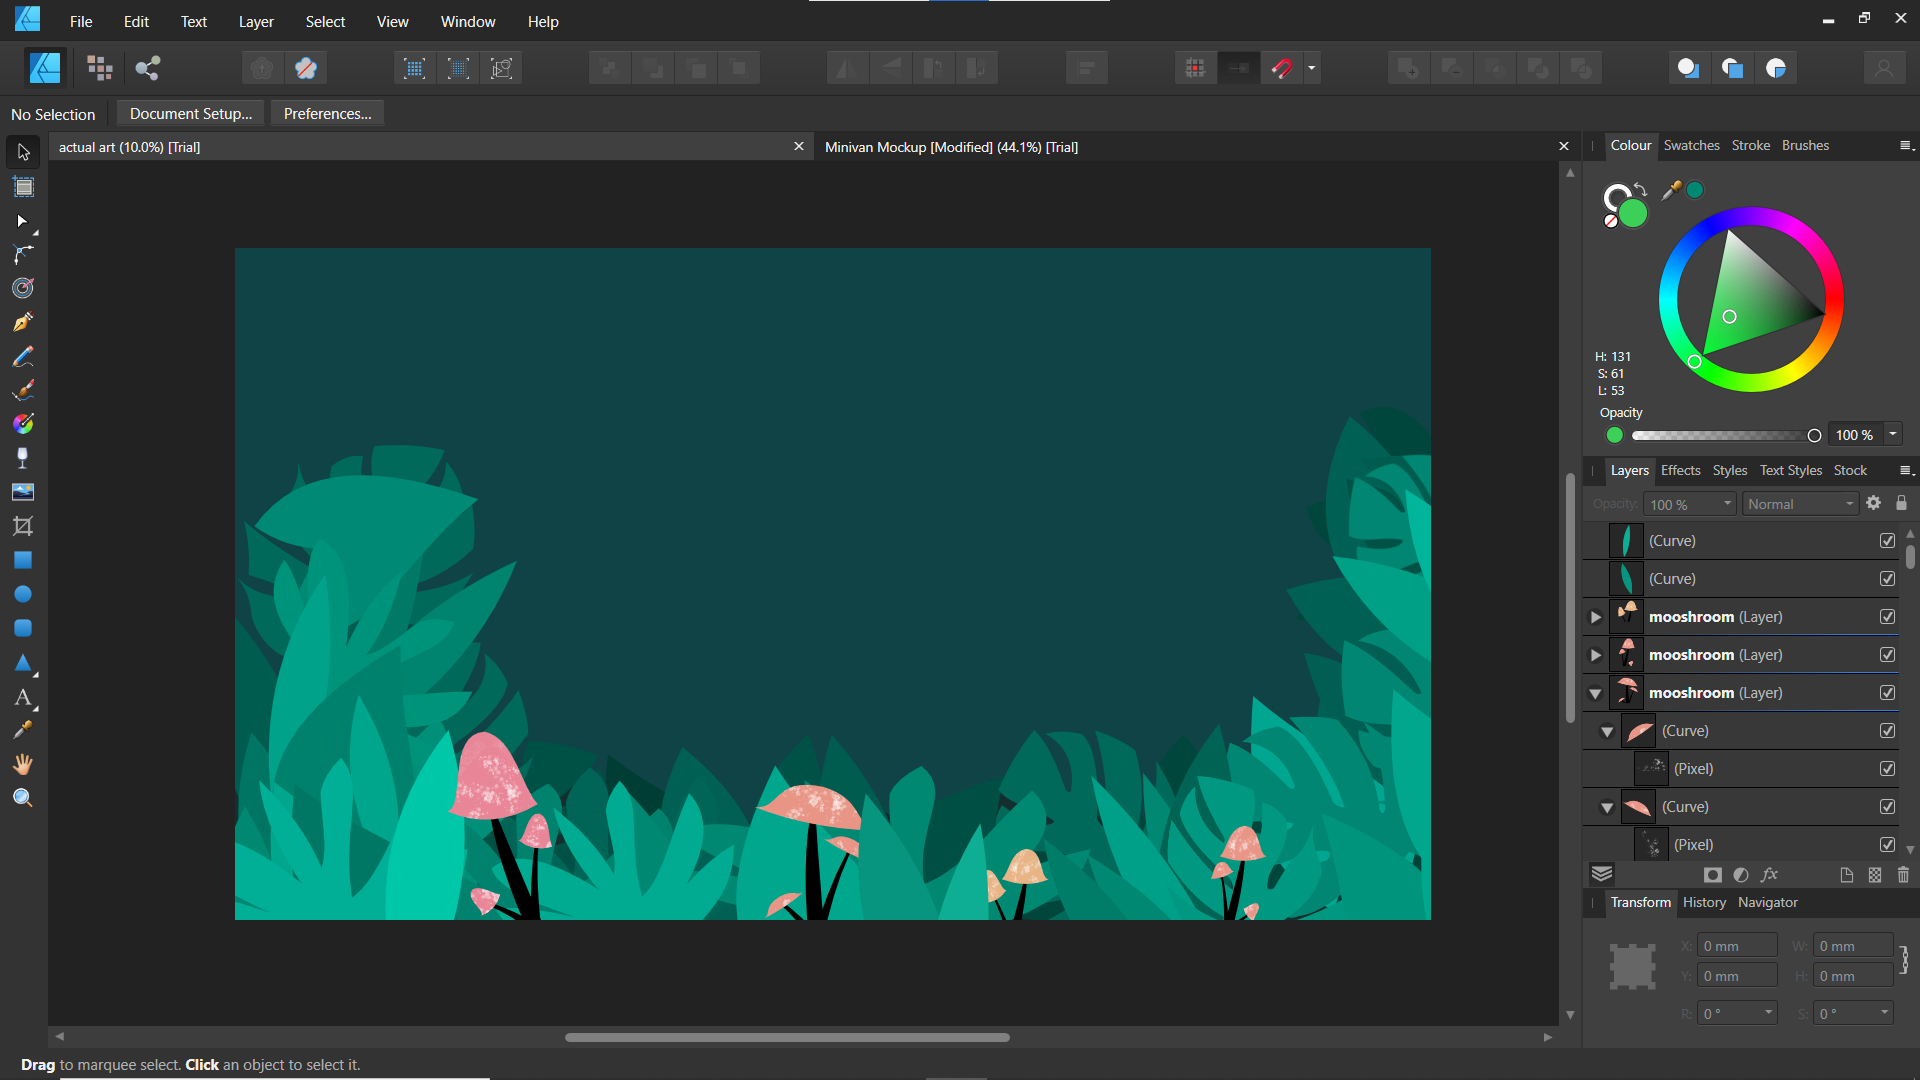 File Edit Text Layer Select View Window Help
No Selection Document Setup... Preferences...
actual art (10.0%) [Trial]
Minivan Mockup [Modified] (44.1%) [Trial]
Colour Swatches Stroke Brushes
H: 131
S: 61
L: 53
Opacity
100 %
Layers Effects Styles Text Styles Stock
Opacity: 100 % Normal
(Curve)
(Curve)
mooshroom (Layer)
mooshroom (Layer)
mooshroom (Layer)
(Curve)
(Pixel)
(Curve)
(Pixel)
fx
Transform History Navigator
X: 0 mm W: 0 mm
Y: 0 mm H: 0 mm
R: 0 ° S: 0 °
Drag to marquee select. Click an object to select it.